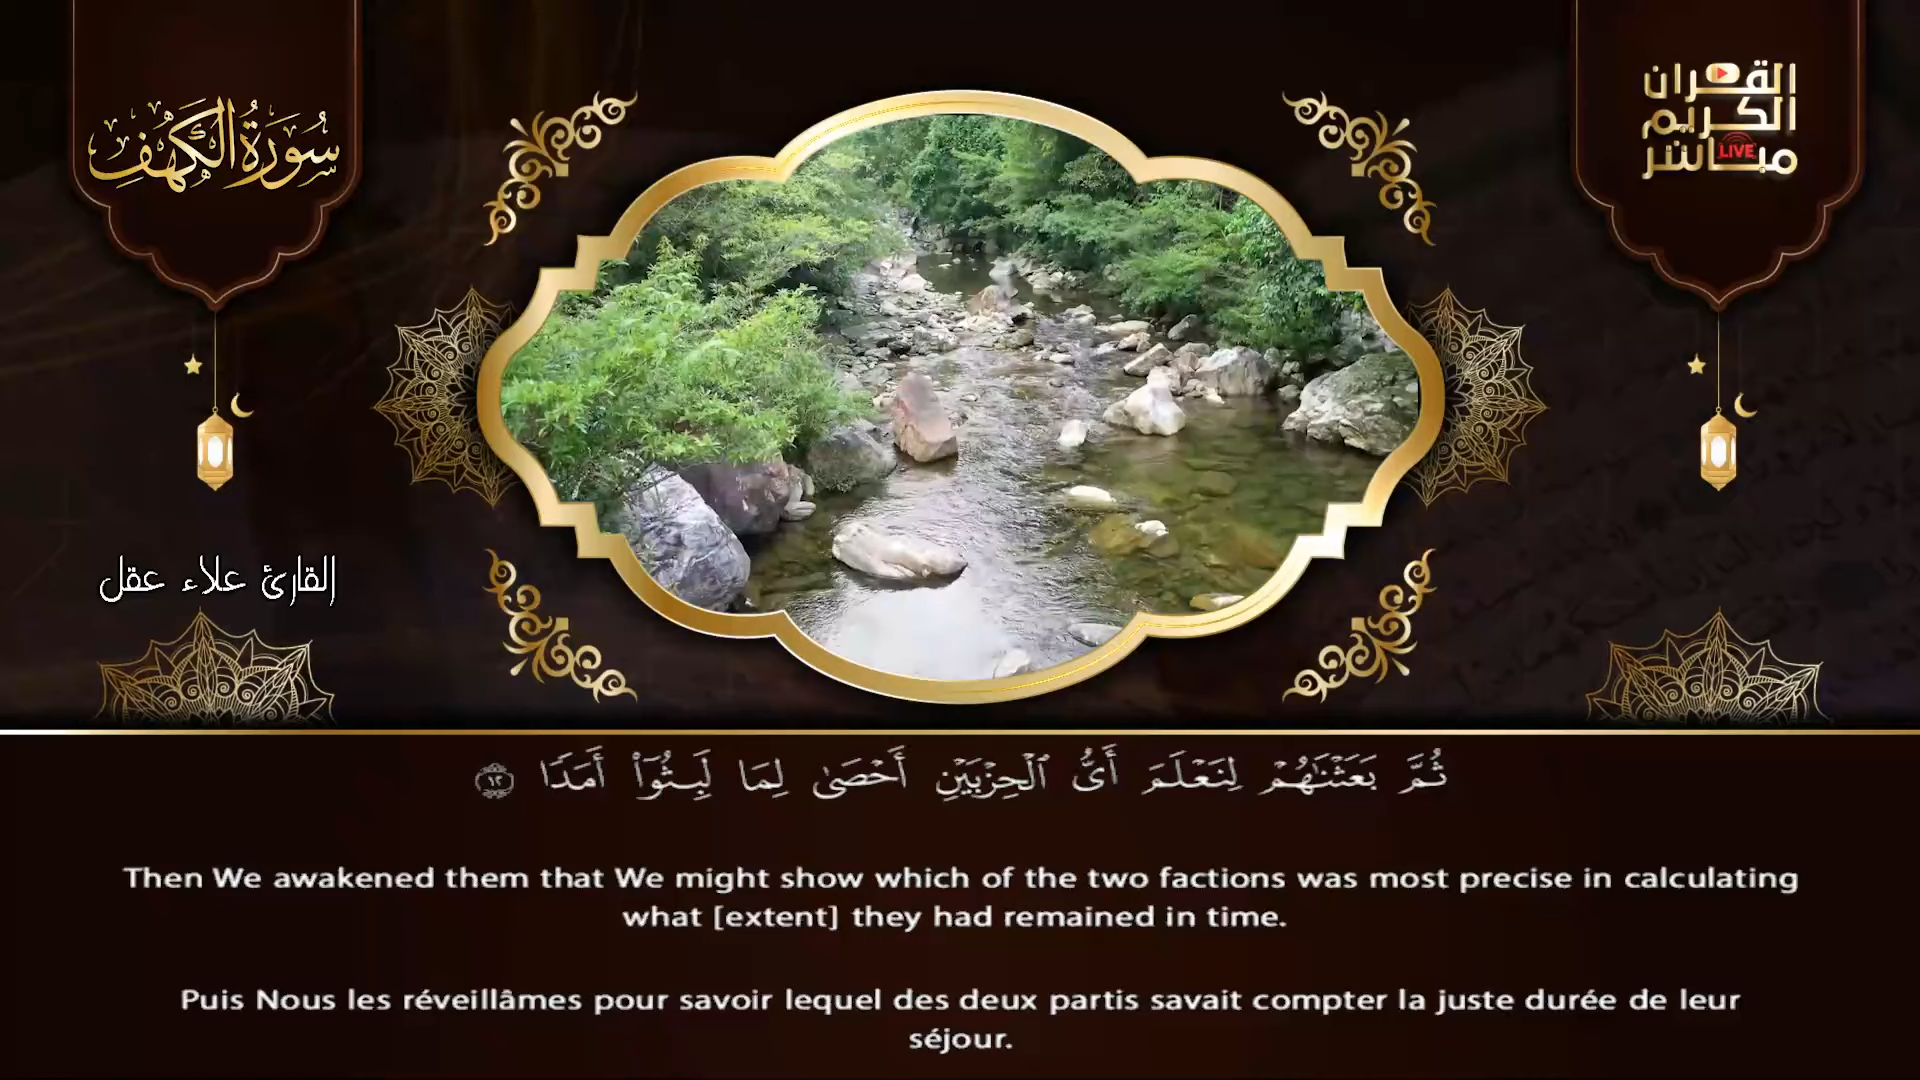 سُورَةُ الكَهْفِ
القران
الكريم
مباشر
LIVE
القارئ علاء عقل
ثُمَّ بَعَثْنَٰهُمْ لِنَعْلَمَ أَىُّ ٱلْحِزْبَيْنِ أَحْصَىٰ لِمَا لَبِثُوٓا۟ أَمَدًا ١٢
Then We awakened them that We might show which of the two factions was most precise in calculating
what [extent] they had remained in time.
Puis Nous les réveillâmes pour savoir lequel des deux partis savait compter la juste durée de leur
séjour.